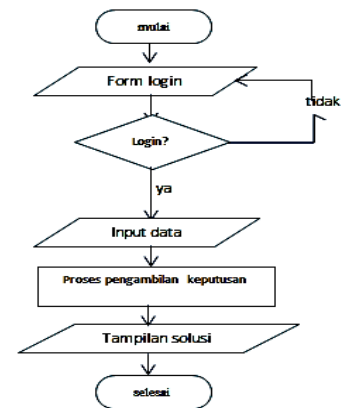 mulai
Form login
tidak
Login?
ya
Input data
Proses pengambilan keputusan
Tampilan solusi
selesai